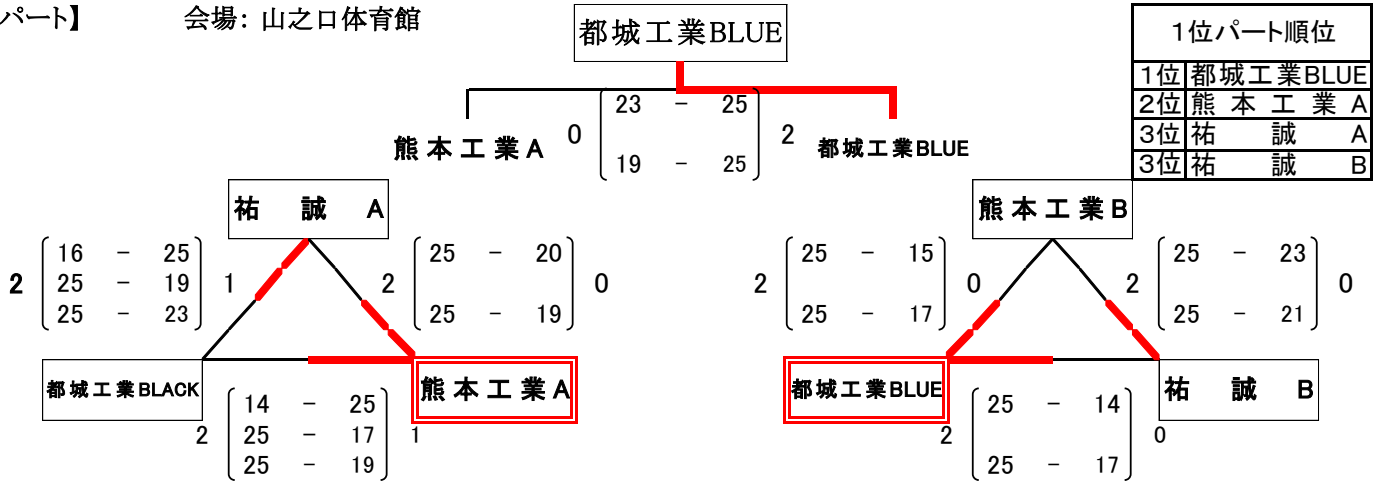 パート】 会場: 山之口体育館
都城工業BLUE
1位パート順位
1位 都城工業BLUE
2位 熊本工業A
3位 祐誠A
3位 祐誠B
熊本工業A 0 23 - 25 2 都城工業BLUE
19 - 25
祐誠A
2 16 - 25 1
25 - 19
25 - 23
2 25 - 20 0
25 - 19
都城工業BLACK
熊本工業A
2 14 - 25 1
25 - 17
25 - 19
熊本工業B
2 25 - 15 0
25 - 17
2 25 - 23 0
25 - 21
都城工業BLUE
祐誠B
2 25 - 14 0
25 - 17